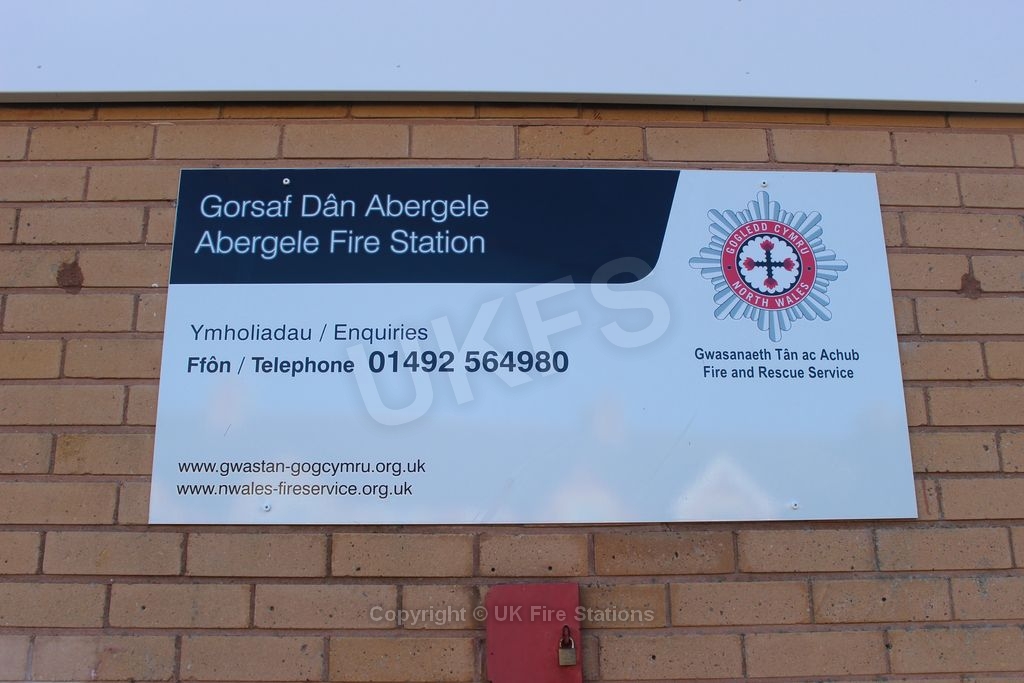 Gorsaf Dân Abergele
Abergele Fire Station
GOGLEDD CYMRU
NORTH WALES
Gwasanaeth Tân ac Achub
Fire and Rescue Service
Ymholiadau / Enquiries
Ffôn / Telephone 01492 564980
www.gwastan-gogcymru.org.uk
www.nwales-fireservice.org.uk
UKFS
Copyright © UK Fire Stations